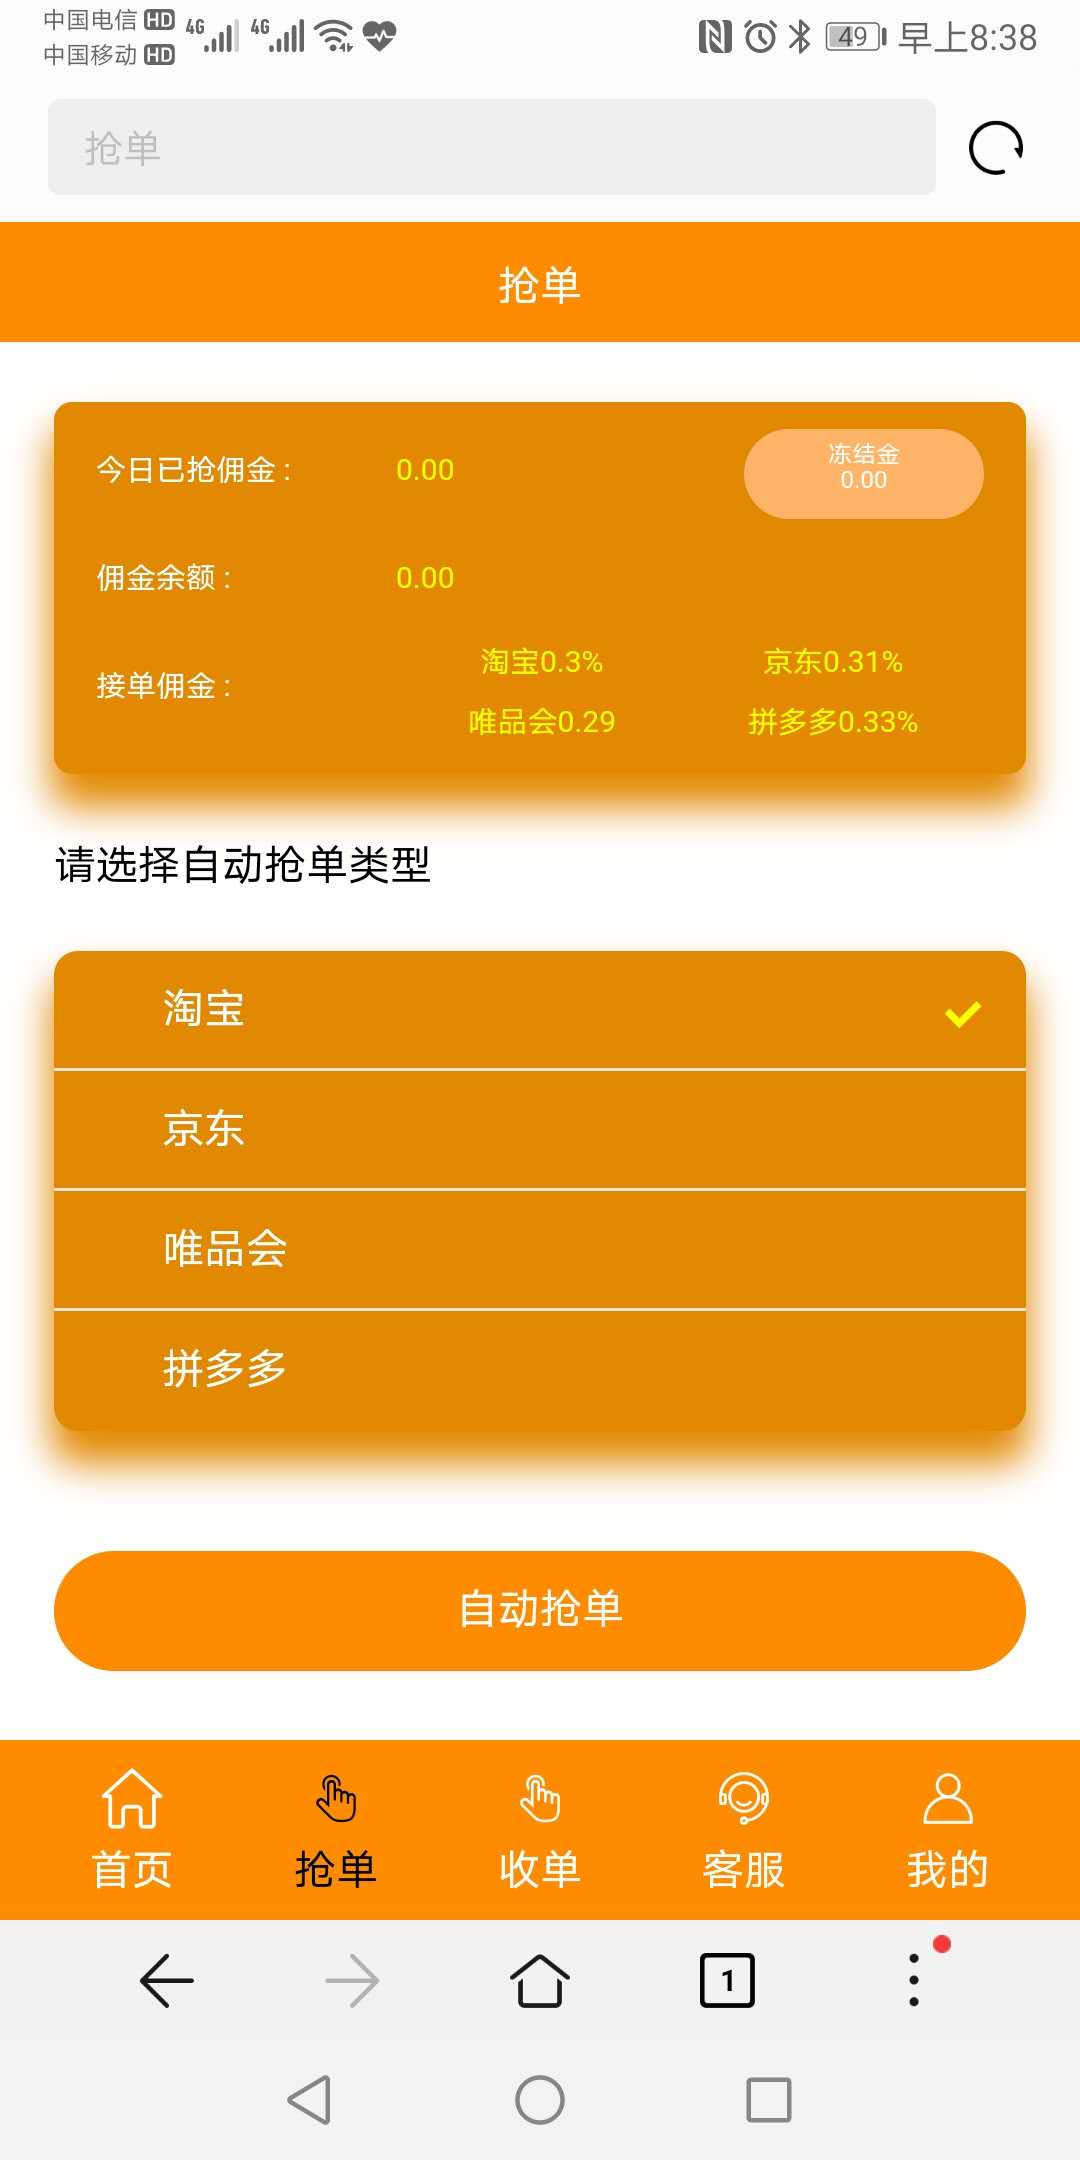 中国电信 HD 4G 4G 49 早上8:38
中国移动 HD
抢单
抢单
今日已抢佣金 : 0.00 冻结金
0.00
佣金余额 : 0.00
接单佣金 : 淘宝0.3% 京东0.31%
唯品会0.29 拼多多0.33%
请选择自动抢单类型
淘宝
京东
唯品会
拼多多
自动抢单
首页 抢单 收单 客服 我的
1